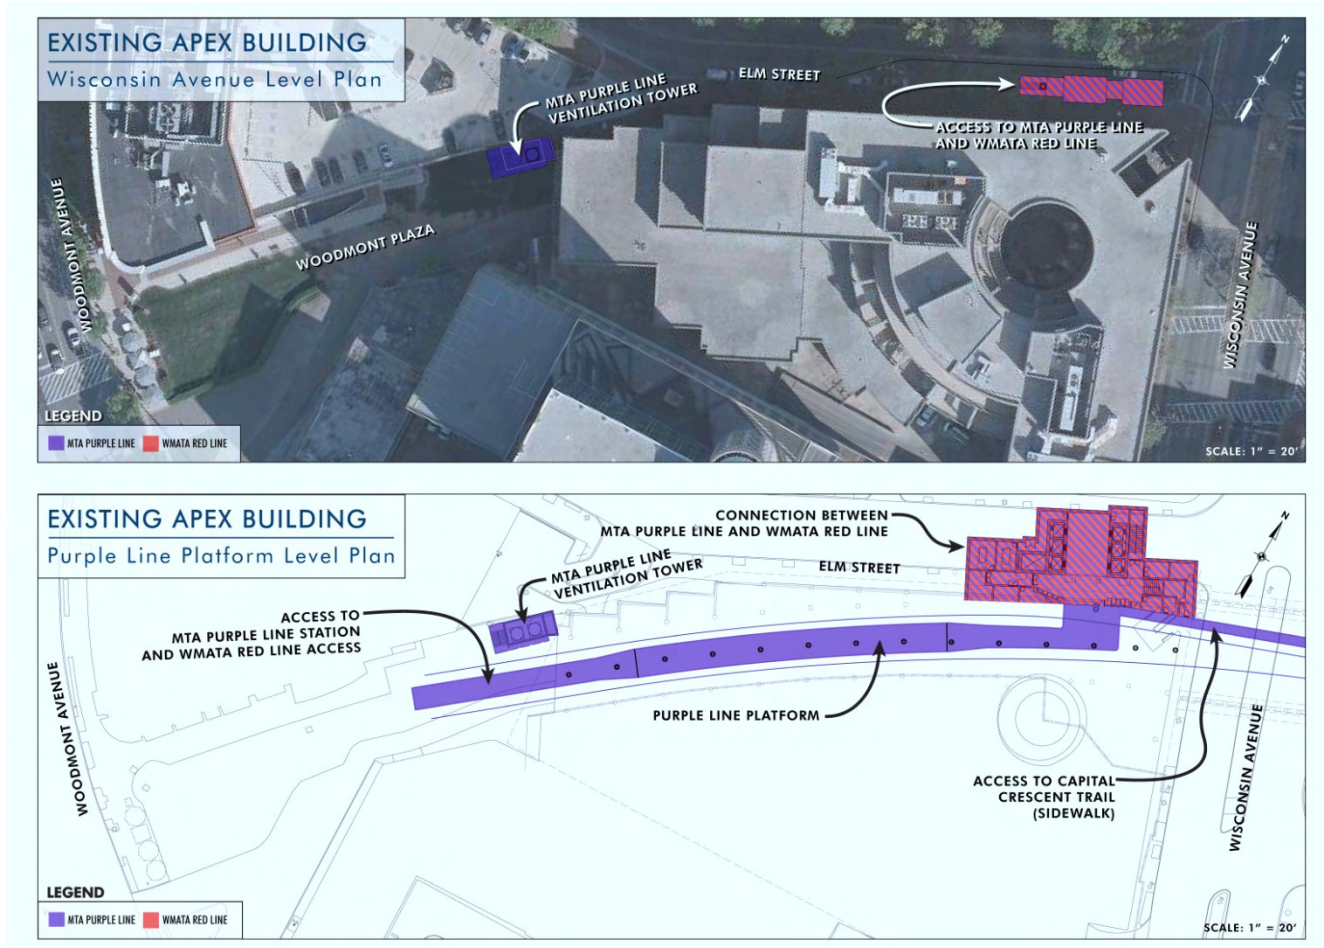 EXISTING APEX BUILDING
Wisconsin Avenue Level Plan
MTA PURPLE LINE
VENTILATION TOWER
ELM STREET
N
ACCESS TO MTA PURPLE LINE
AND WMATA RED LINE
WOODMONT AVENUE
WOODMONT PLAZA
WISCONSIN AVENUE
LEGEND
MTA PURPLE LINE
WMATA RED LINE
SCALE: 1" = 20'
EXISTING APEX BUILDING
Purple Line Platform Level Plan
CONNECTION BETWEEN
MTA PURPLE LINE AND WMATA RED LINE
N
MTA PURPLE LINE
VENTILATION TOWER
ELM STREET
ACCESS TO
MTA PURPLE LINE STATION
AND WMATA RED LINE ACCESS
WOODMONT AVENUE
PURPLE LINE PLATFORM
ACCESS TO CAPITAL
CRESCENT TRAIL
(SIDEWALK)
WISCONSIN AVENUE
LEGEND
MTA PURPLE LINE
WMATA RED LINE
SCALE: 1" = 20'